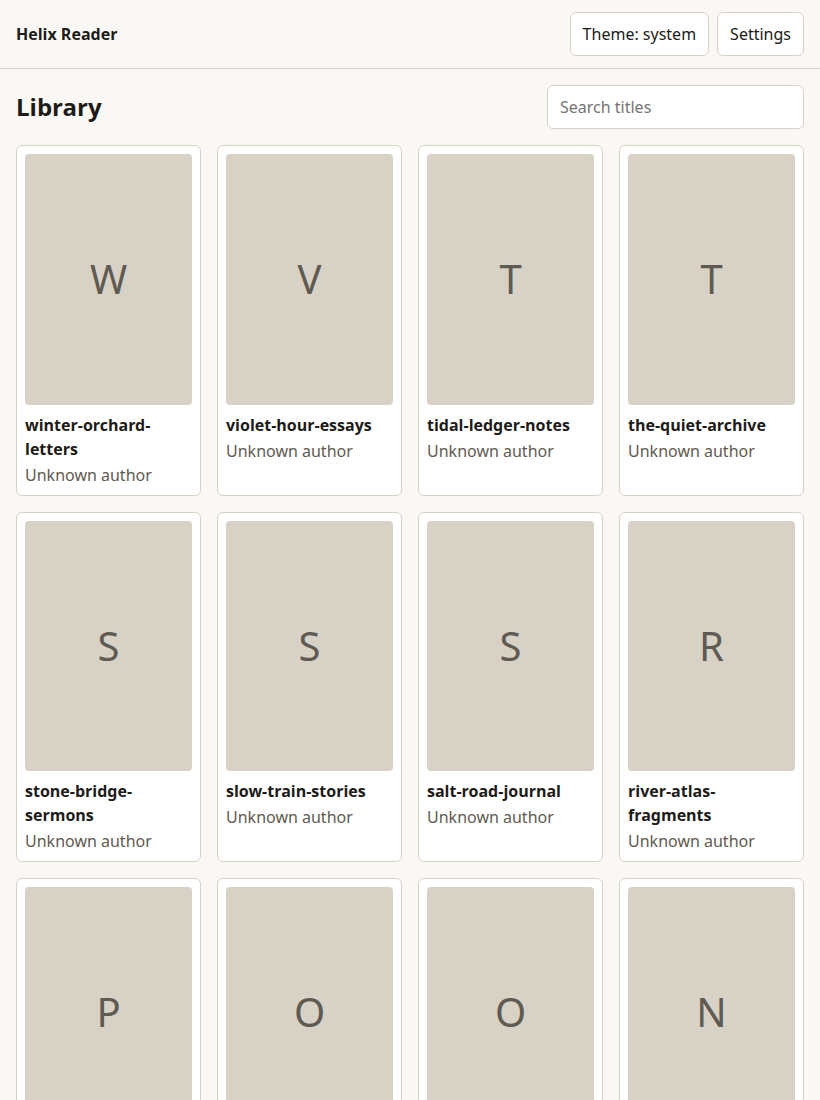 Helix Reader
Theme: system
Settings
Library
Search titles
W
V
T
T
winter-orchard-
letters
Unknown author
violet-hour-essays
Unknown author
tidal-ledger-notes
Unknown author
the-quiet-archive
Unknown author
S
S
S
R
stone-bridge-
sermons
Unknown author
slow-train-stories
Unknown author
salt-road-journal
Unknown author
river-atlas-
fragments
Unknown author
P
O
O
N